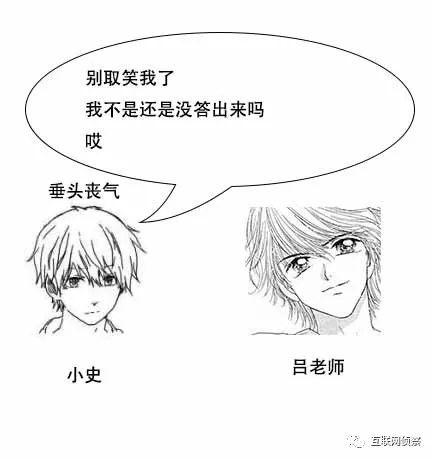 别取笑我了
我不是还是没答出来吗
哎
垂头丧气
小史
吕老师
互联网侦察